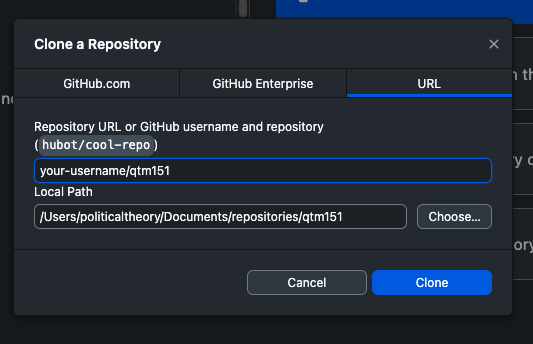 Clone a Repository
GitHub.com
GitHub Enterprise
URL
Repository URL or GitHub username and repository
(hubot/cool-repo)
your-username/qtm151
Local Path
/Users/politicaltheory/Documents/repositories/qtm151
Choose...
Cancel
Clone